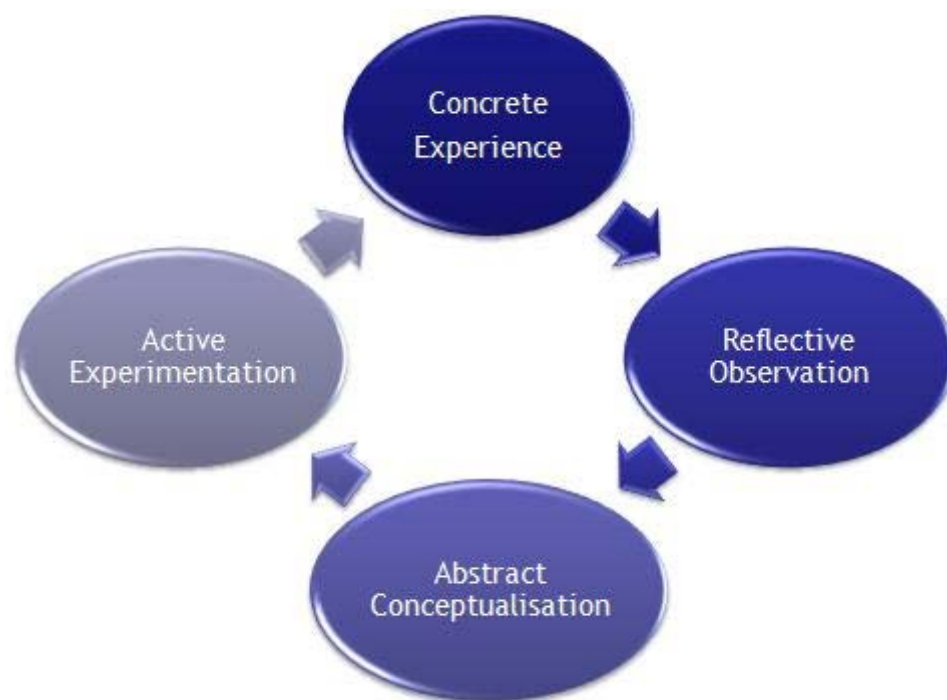 Concrete
Experience
Reflective
Observation
Abstract
Conceptualisation
Active
Experimentation